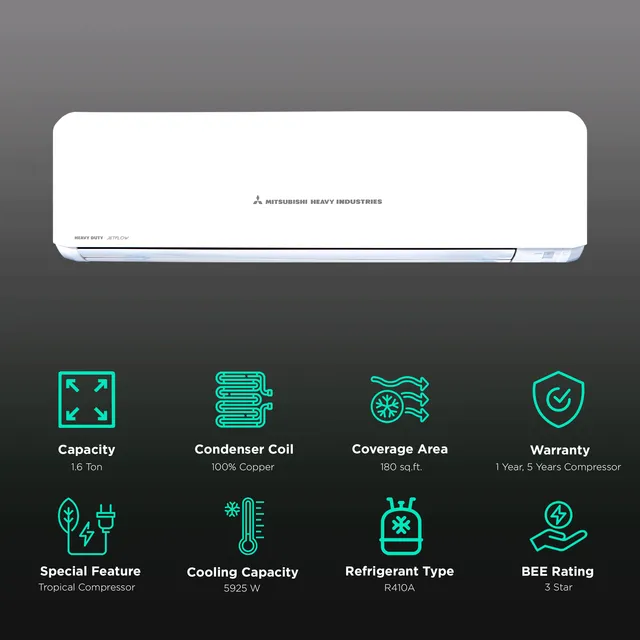 MITSUBISHI HEAVY INDUSTRIES
HEAVY DUTY JETFLOW
Capacity
1.6 Ton
Condenser Coil
100% Copper
Coverage Area
180 sq.ft.
Warranty
1 Year, 5 Years Compressor
Special Feature
Tropical Compressor
Cooling Capacity
5925 W
Refrigerant Type
R410A
BEE Rating
3 Star